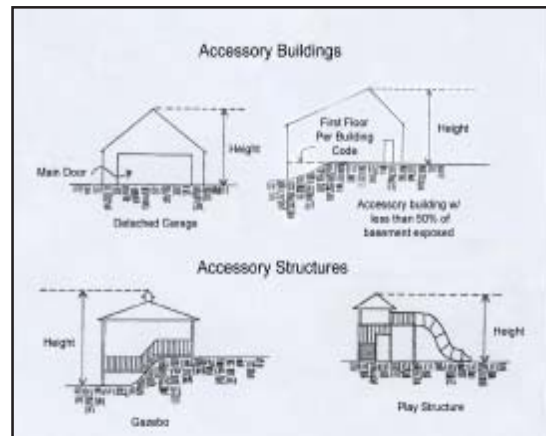 Accessory Buildings
Height
Main Door
Detached Garage
First Floor
Per Building
Code
Height
Accessory building w/
less than 50% of
basement exposed
Accessory Structures
Height
Gazebo
Height
Play Structure